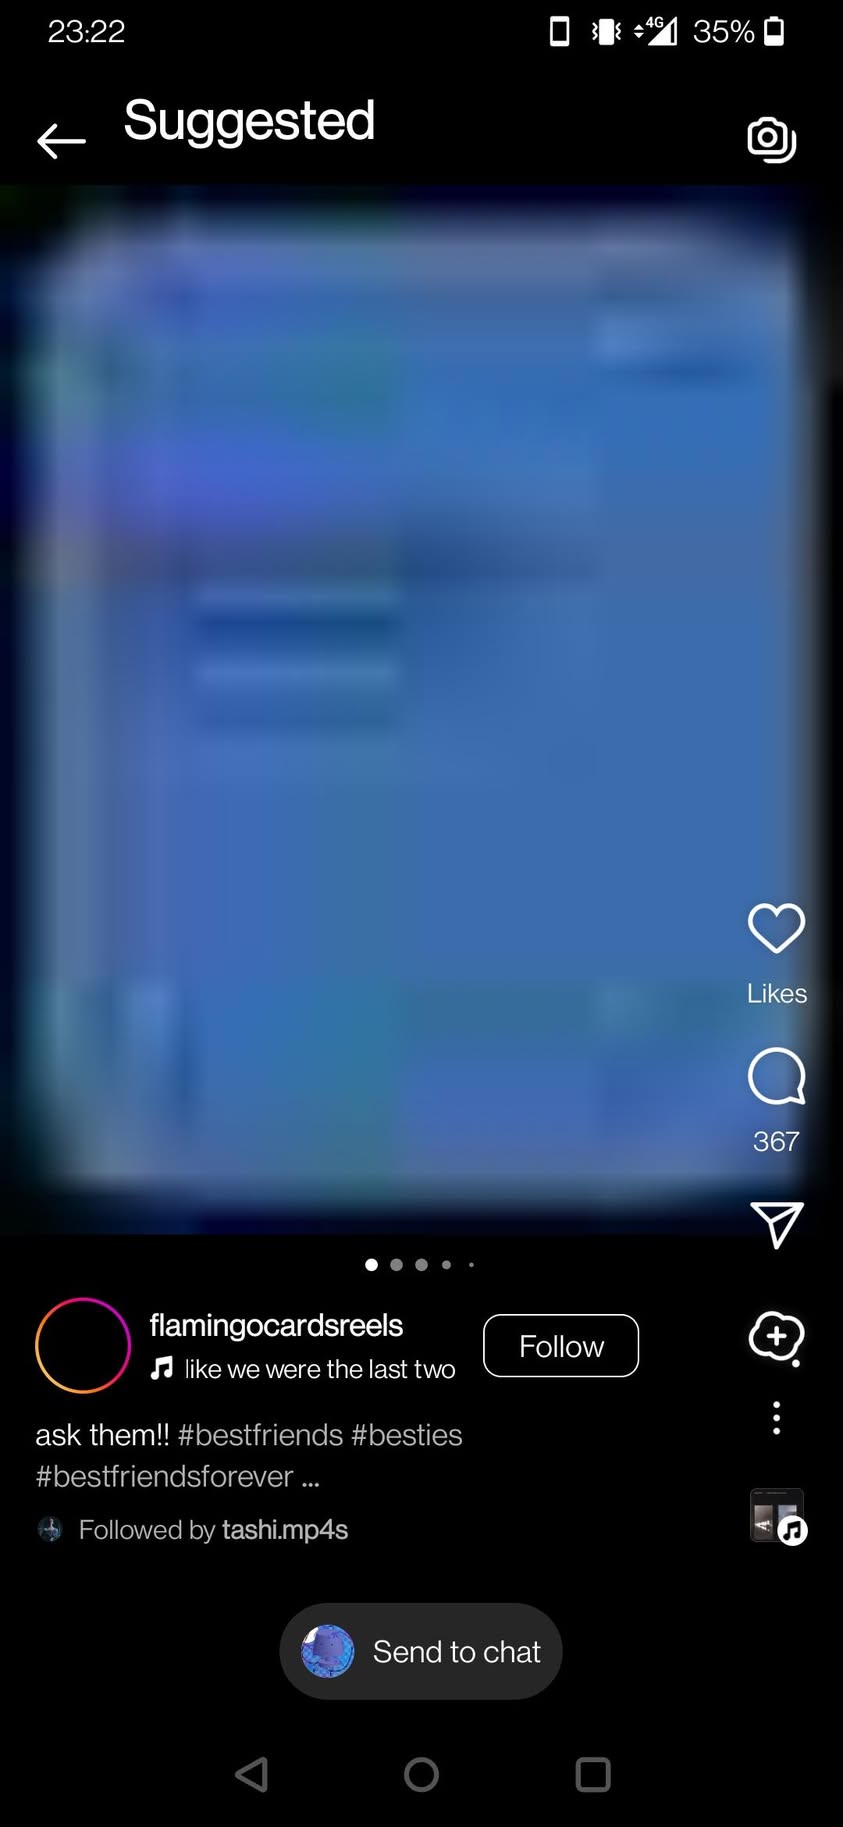 23:22
4G 35%
Suggested
Likes
367
flamingocardsreels
Follow
like we were the last two
ask them!! #bestfriends #besties
#bestfriendsforever ...
Followed by tashi.mp4s
Send to chat